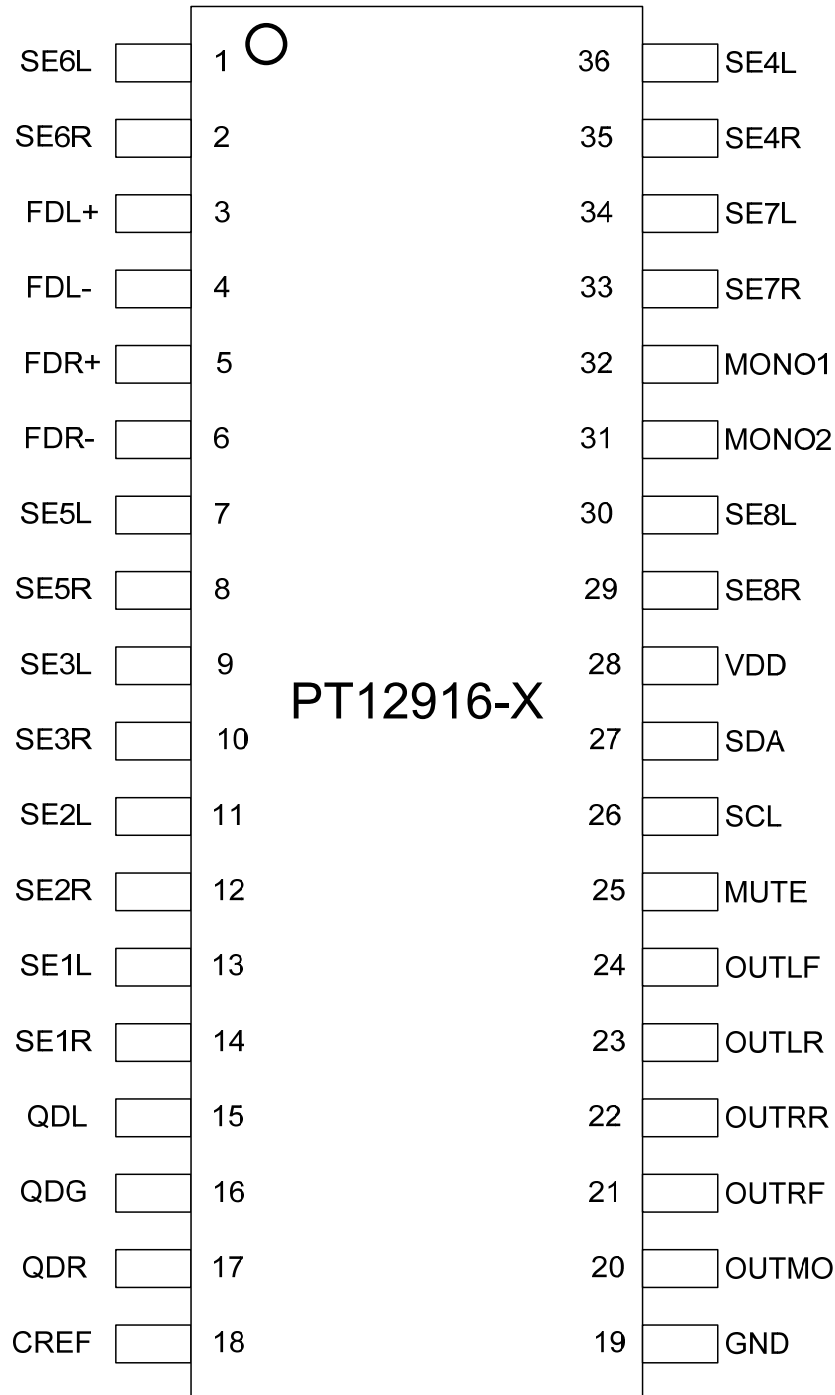 SE6L 1 36 SE4L
SE6R 2 35 SE4R
FDL+ 3 34 SE7L
FDL- 4 33 SE7R
FDR+ 5 32 MONO1
FDR- 6 31 MONO2
SE5L 7 30 SE8L
SE5R 8 29 SE8R
SE3L 9 28 VDD
PT12916-X
SE3R 10 27 SDA
SE2L 11 26 SCL
SE2R 12 25 MUTE
SE1L 13 24 OUTLF
SE1R 14 23 OUTLR
QDL 15 22 OUTRR
QDG 16 21 OUTRF
QDR 17 20 OUTMO
CREF 18 19 GND